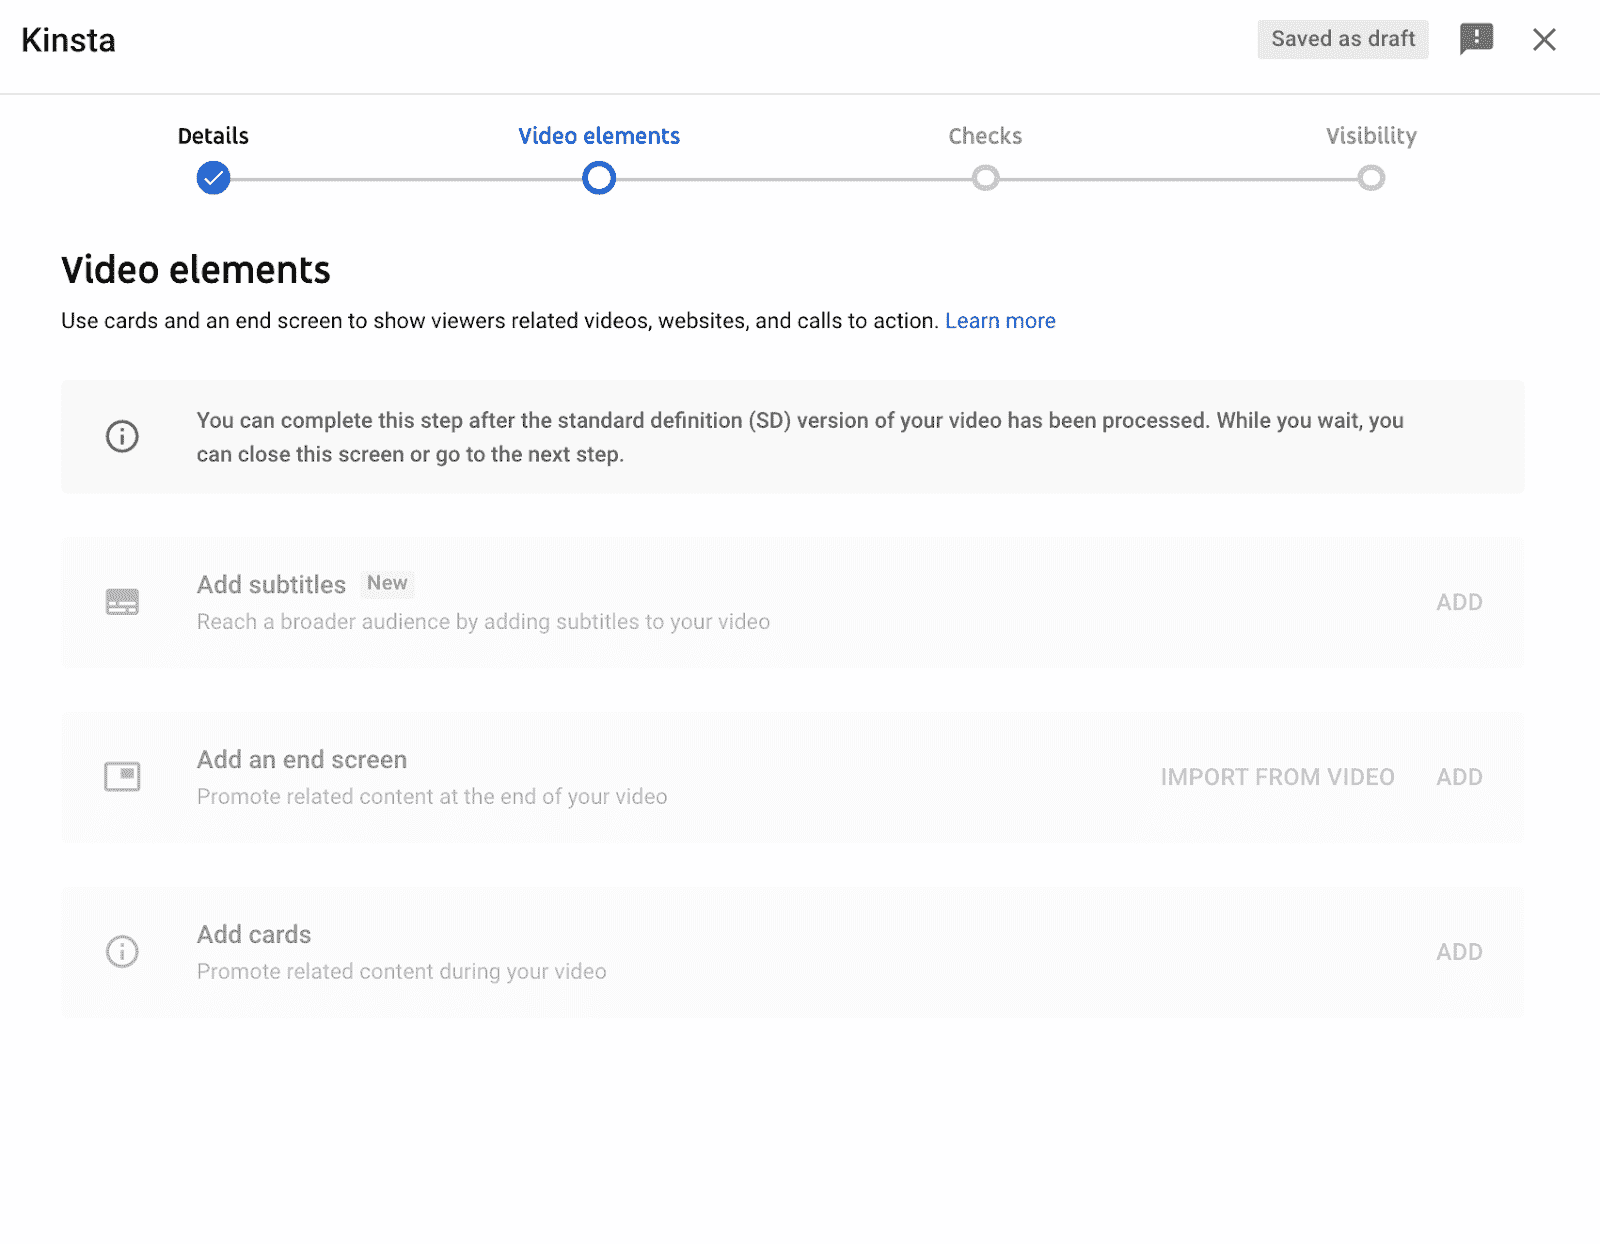 Kinsta
Saved as draft
Details
Video elements
Checks
Visibility
Video elements
Use cards and an end screen to show viewers related videos, websites, and calls to action. Learn more
You can complete this step after the standard definition (SD) version of your video has been processed. While you wait, you
can close this screen or go to the next step.
Add subtitles New
Reach a broader audience by adding subtitles to your video
ADD
Add an end screen
Promote related content at the end of your video
IMPORT FROM VIDEO ADD
Add cards
Promote related content during your video
ADD